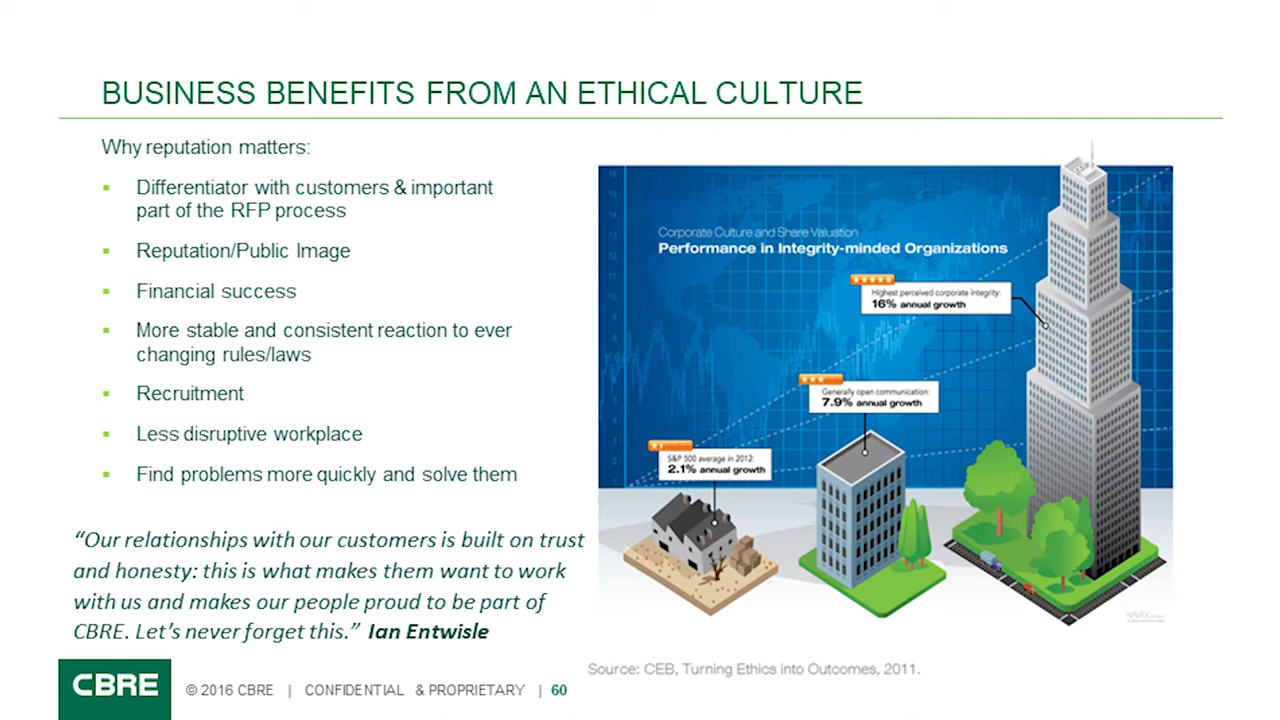 BUSINESS BENEFITS FROM AN ETHICAL CULTURE
Why reputation matters:
Differentiator with customers & important
part of the RFP process
Reputation/Public Image
Financial success
More stable and consistent reaction to ever
changing rules/laws
Recruitment
Less disruptive workplace
Find problems more quickly and solve them
“Our relationships with our customers is built on trust
and honesty: this is what makes them want to work
with us and makes our people proud to be part of
CBRE. Let’s never forget this.” Ian Entwisle
Corporate Culture and Share Valuation
Performance in Integrity-minded Organizations
Highest perceived corporate integrity:
16% annual growth
Generally open communication:
7.9% annual growth
S&P 500 average in 2012:
2.1% annual growth
Source: CEB, Turning Ethics into Outcomes, 2011.
CBRE
© 2016 CBRE | CONFIDENTIAL & PROPRIETARY | 60